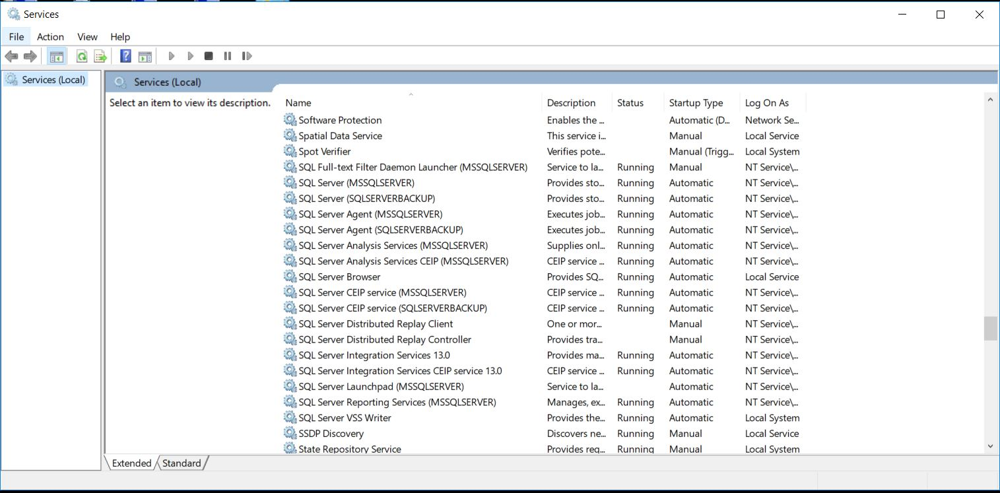 Services
File Action View Help
Services (Local)
Services (Local)
Select an item to view its description.
Name Description Status Startup Type Log On As
Software Protection Enables the ... Automatic (D... Network Se...
Spatial Data Service This service i... Manual Local Service
Spot Verifier Verifies pote... Manual (Trigg... Local System
SQL Full-text Filter Daemon Launcher (MSSQLSERVER) Service to la... Running Manual NT Service\...
SQL Server (MSSQLSERVER) Provides sto... Running Automatic NT Service\...
SQL Server (SQLSERVERBACKUP) Provides sto... Running Automatic NT Service\...
SQL Server Agent (MSSQLSERVER) Executes job... Running Automatic NT Service\...
SQL Server Agent (SQLSERVERBACKUP) Executes job... Running Automatic NT Service\...
SQL Server Analysis Services (MSSQLSERVER) Supplies onl... Running Automatic NT Service\...
SQL Server Analysis Services CEIP (MSSQLSERVER) CEIP service ... Running Automatic NT Service\...
SQL Server Browser Provides SQ... Running Automatic Local Service
SQL Server CEIP service (MSSQLSERVER) CEIP service ... Running Automatic NT Service\...
SQL Server CEIP service (SQLSERVERBACKUP) CEIP service ... Running Automatic NT Service\...
SQL Server Distributed Replay Client One or mor... Manual NT Service\...
SQL Server Distributed Replay Controller Provides tra... Manual NT Service\...
SQL Server Integration Services 13.0 Provides ma... Running Automatic NT Service\...
SQL Server Integration Services CEIP service 13.0 CEIP service ... Running Automatic NT Service\...
SQL Server Launchpad (MSSQLSERVER) Service to la... Automatic NT Service\...
SQL Server Reporting Services (MSSQLSERVER) Manages, ex... Running Automatic NT Service\...
SQL Server VSS Writer Provides the... Running Automatic Local System
SSDP Discovery Discovers ne... Running Manual Local Service
State Repository Service Provides req... Running Manual Local System
Extended Standard